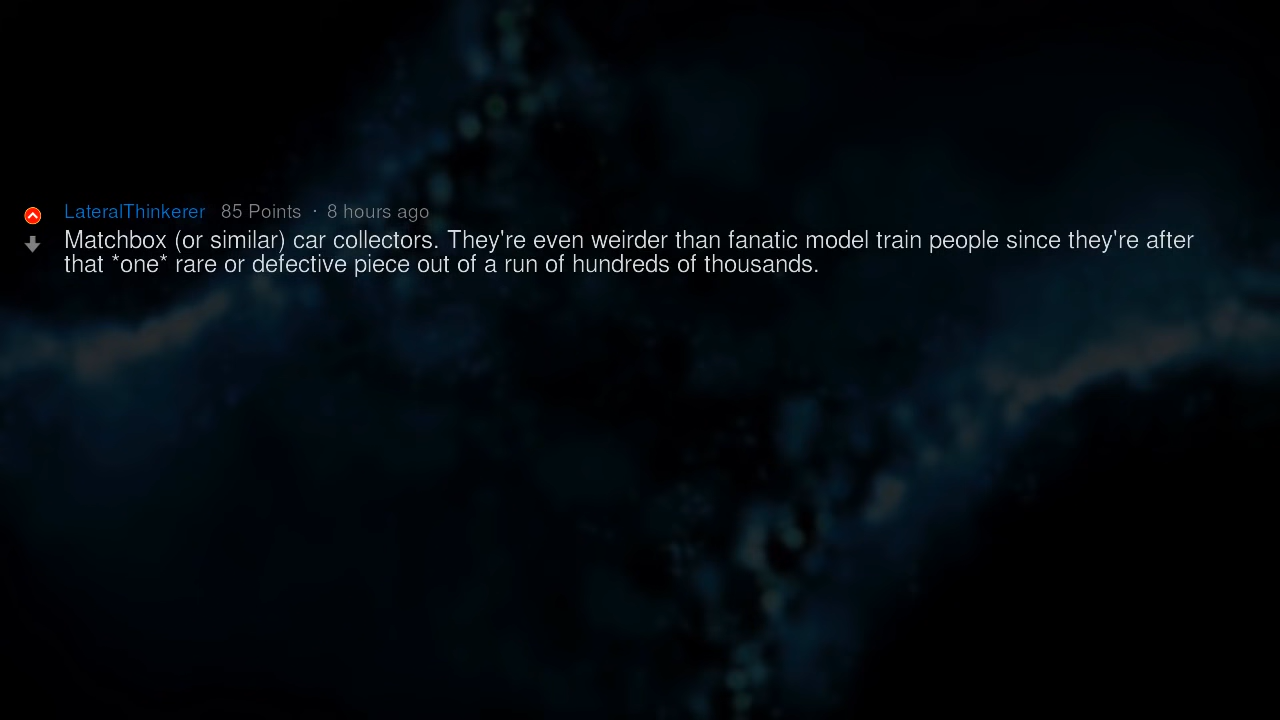 LateralThinkerer 85 Points · 8 hours ago
Matchbox (or similar) car collectors. They're even weirder than fanatic model train people since they're after
that *one* rare or defective piece out of a run of hundreds of thousands.